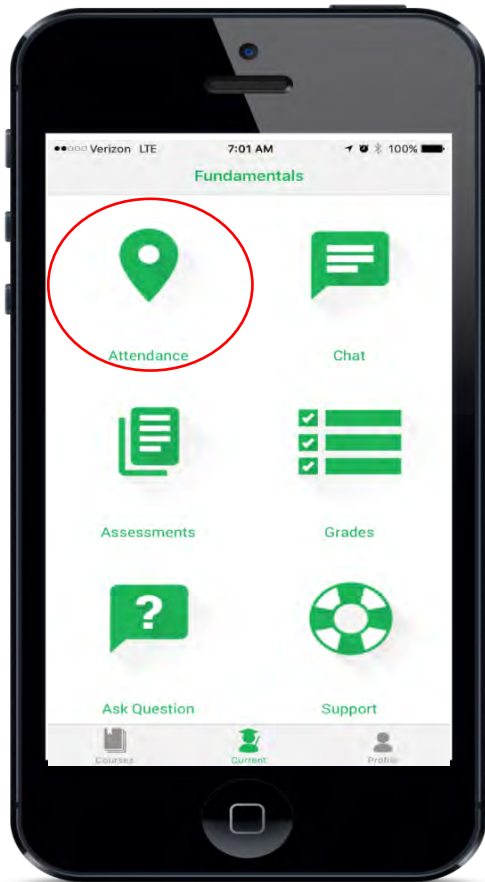 Verizon LTE 7:01 AM 100%
Fundamentals
Attendance Chat
Assessments Grades
?
Ask Question Support
Courses Current Profile